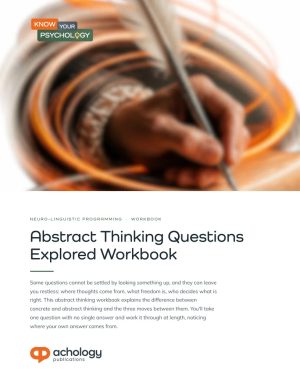 KNOW YOUR
PSYCHOLOGY
NEURO-LINGUISTIC PROGRAMMING · WORKBOOK
Abstract Thinking Questions
Explored Workbook
Some questions cannot be settled by looking something up, and they can leave
you restless: where thoughts come from, what freedom is, who decides what is
right. This abstract thinking workbook explains the difference between
concrete and abstract thinking and the three moves between them. You'll take
one question with no single answer and work it through at length, noticing
where your own answer comes from.
achology
publications